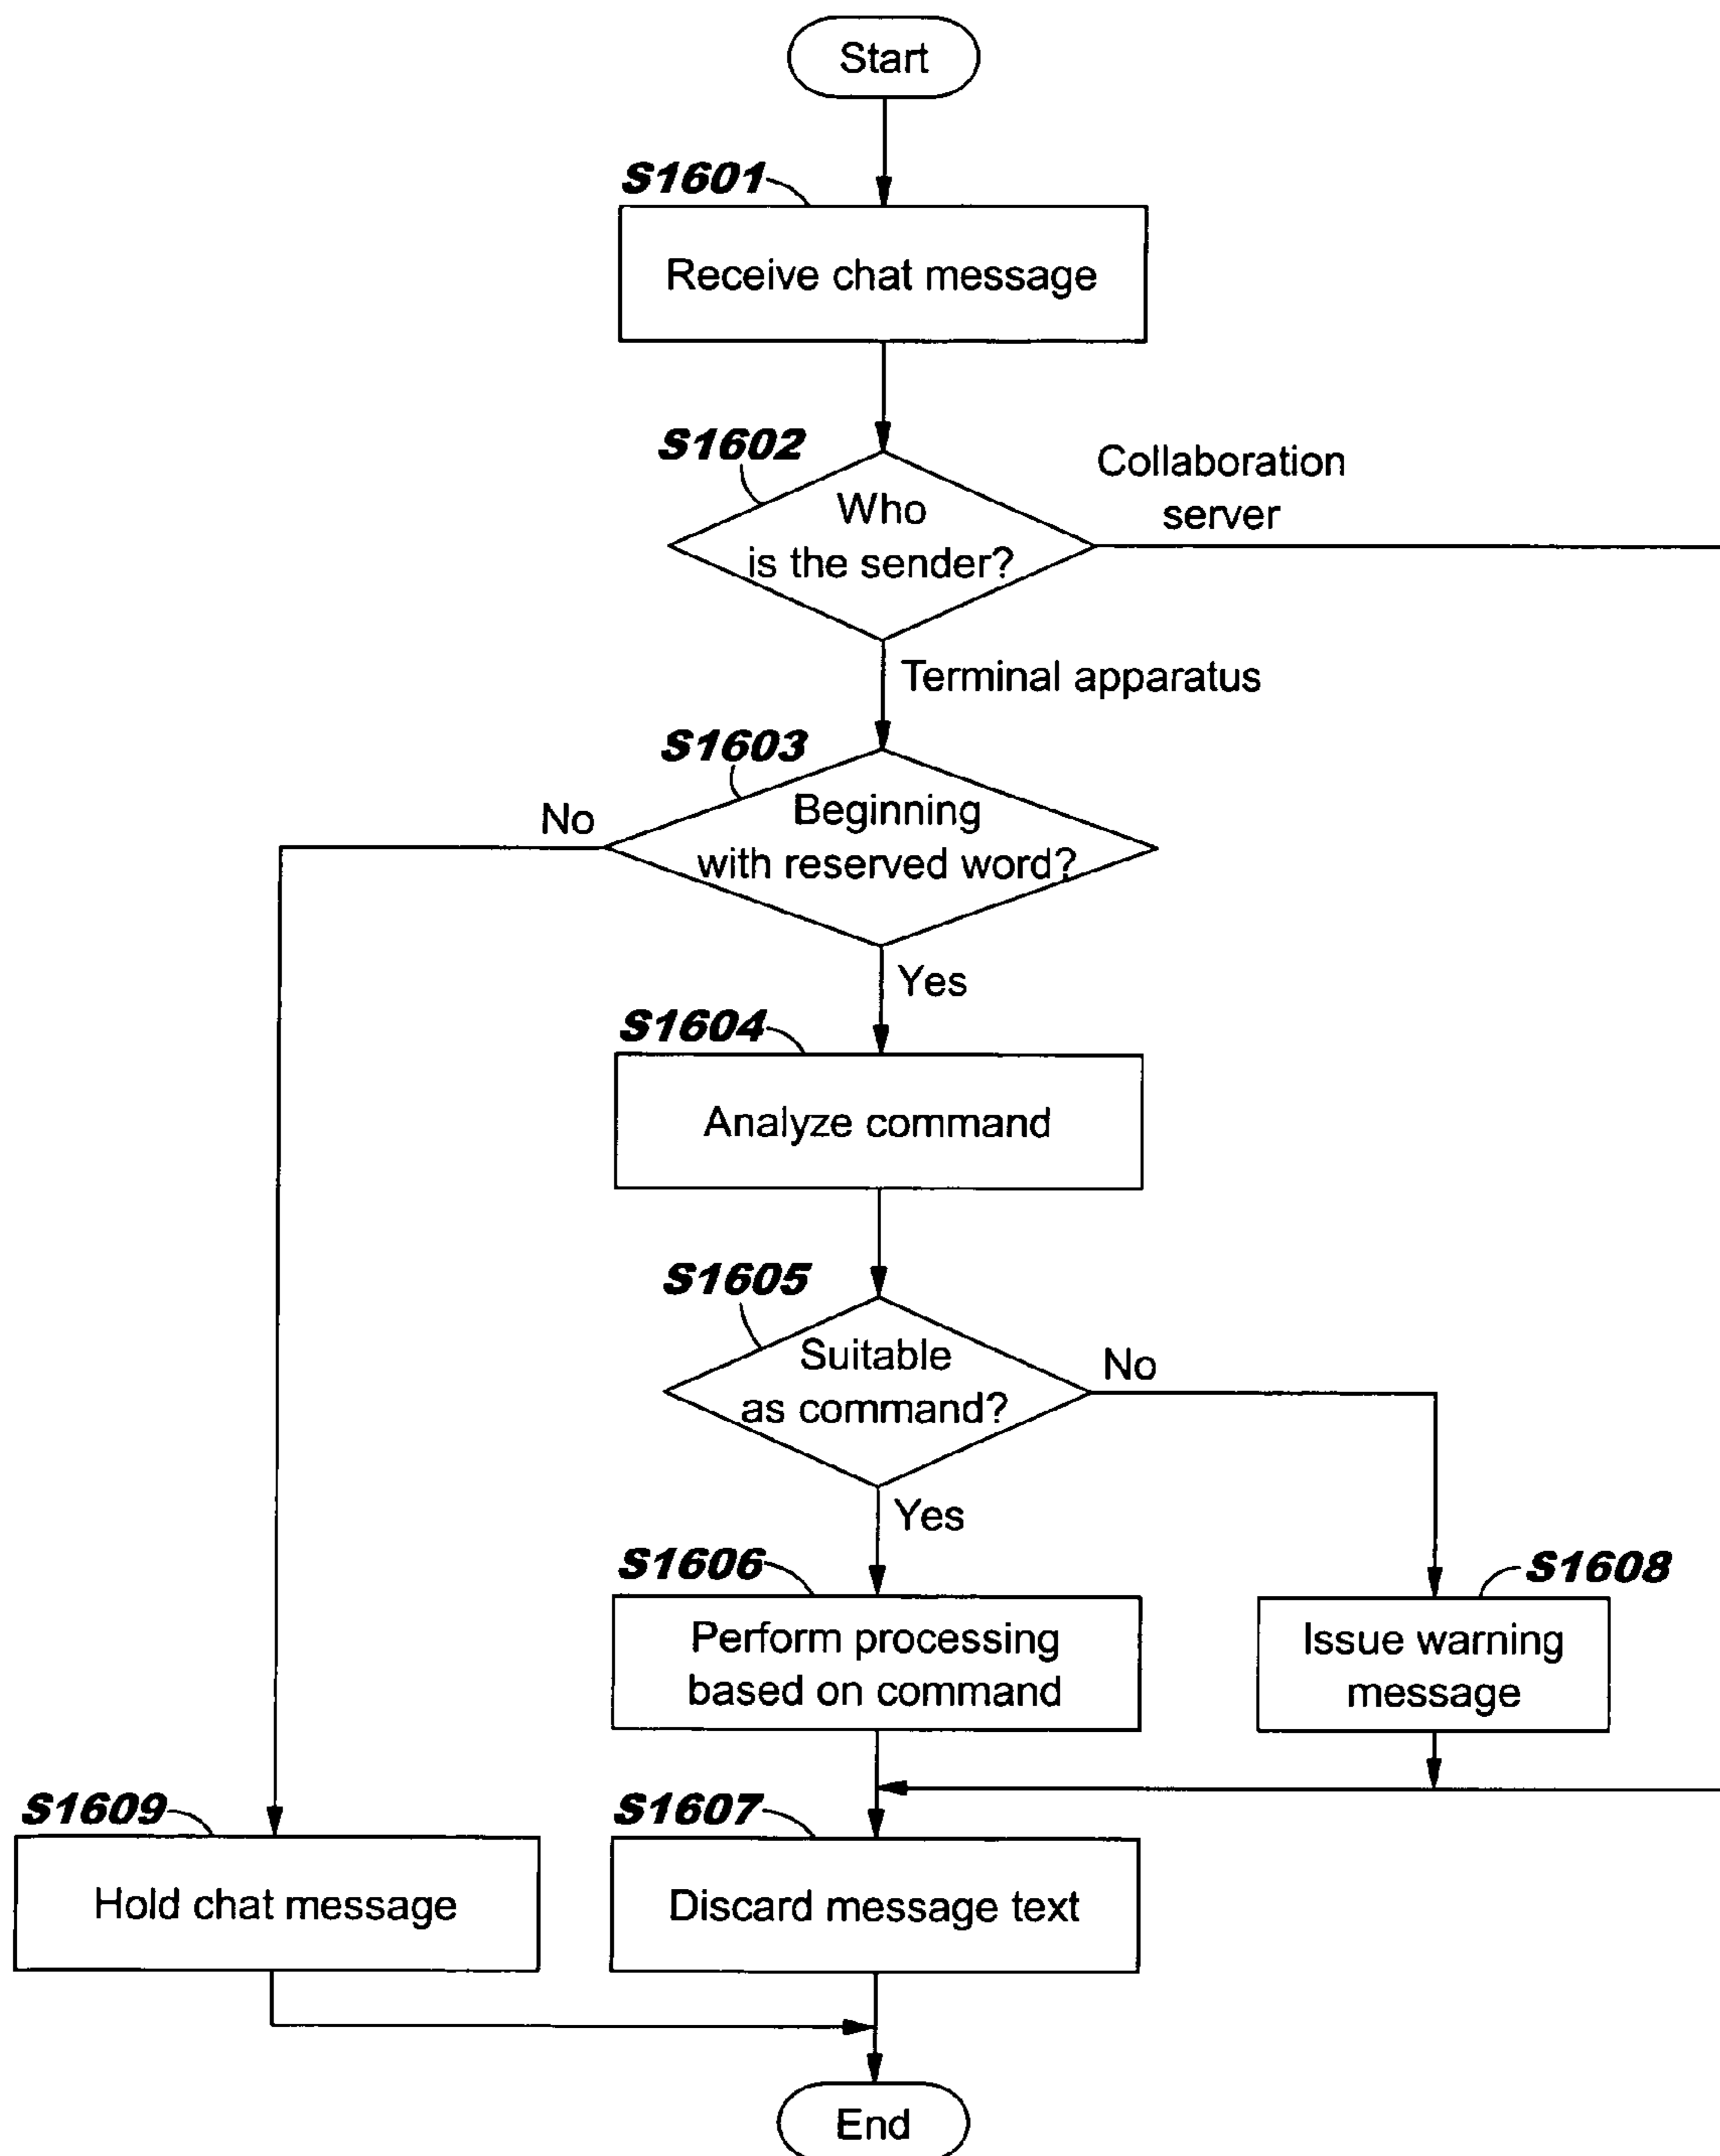 Start
S1601
Receive chat message
S1602
Collaboration
server
Who
is the sender?
Terminal apparatus
S1603
No
Beginning
with reserved word?
Yes
S1604
Analyze command
S1605
Suitable
as command?
No
Yes
S1606
S1608
Perform processing
based on command
Issue warning
message
S1609
S1607
Hold chat message
Discard message text
End